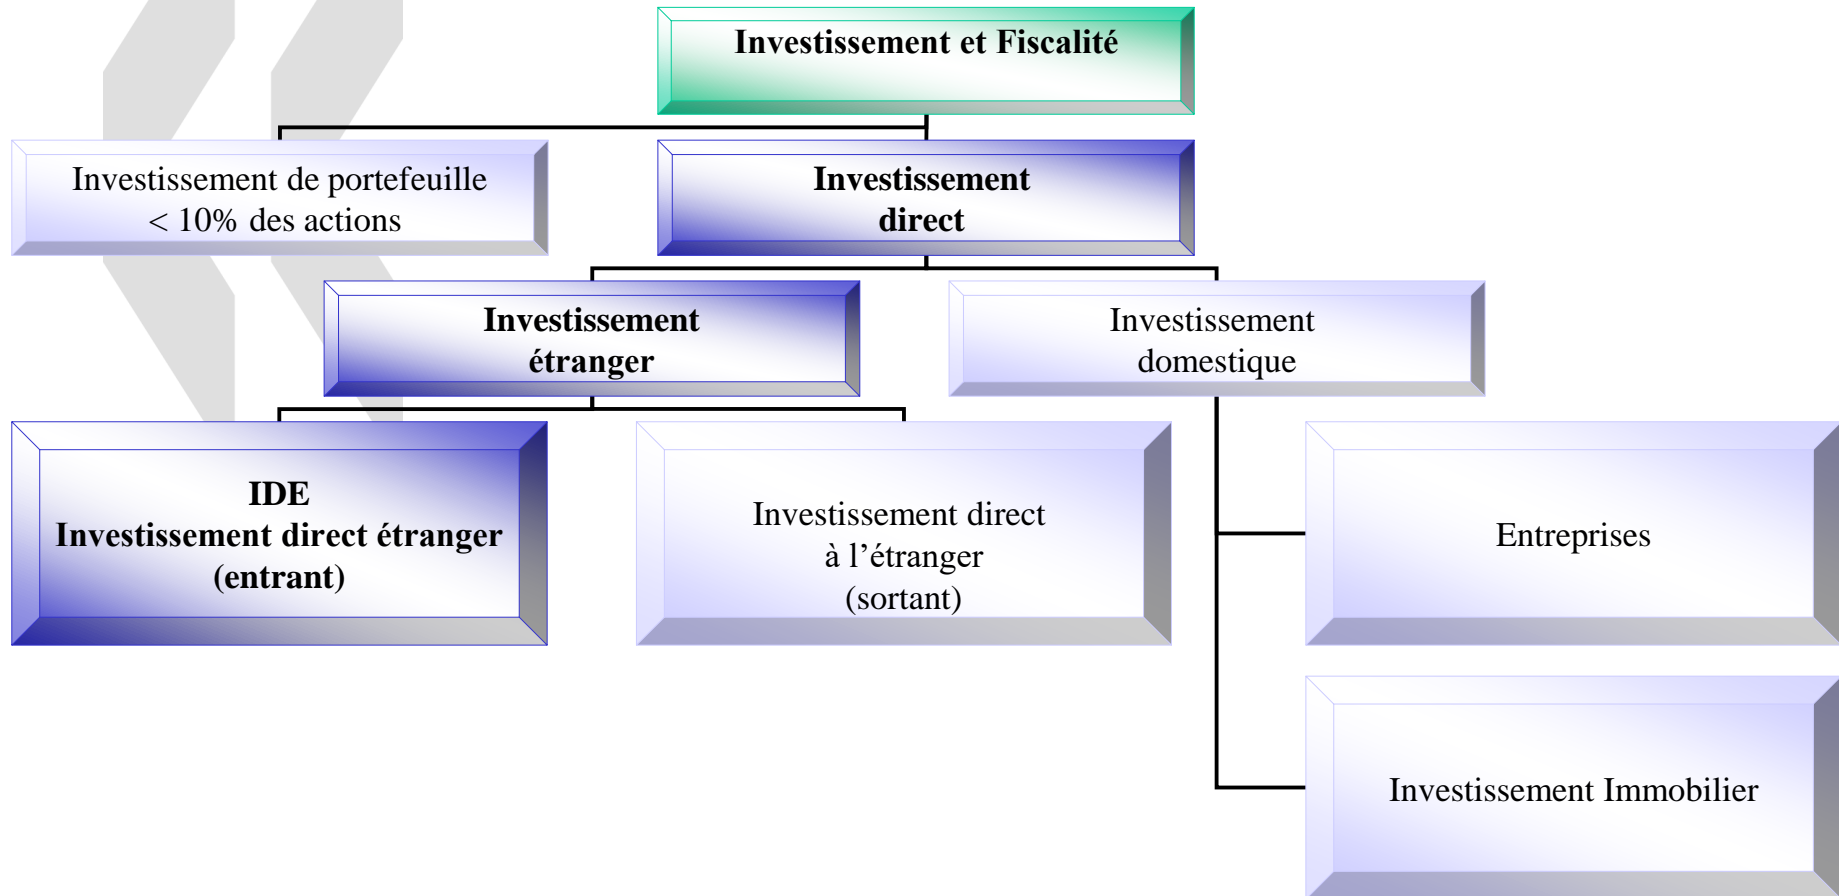 Investissement et Fiscalité
Investissement de portefeuille
< 10% des actions
Investissement
direct
Investissement
étranger
Investissement
domestique
IDE
Investissement direct étranger
(entrant)
Investissement direct
à l’étranger
(sortant)
Entreprises
Investissement Immobilier